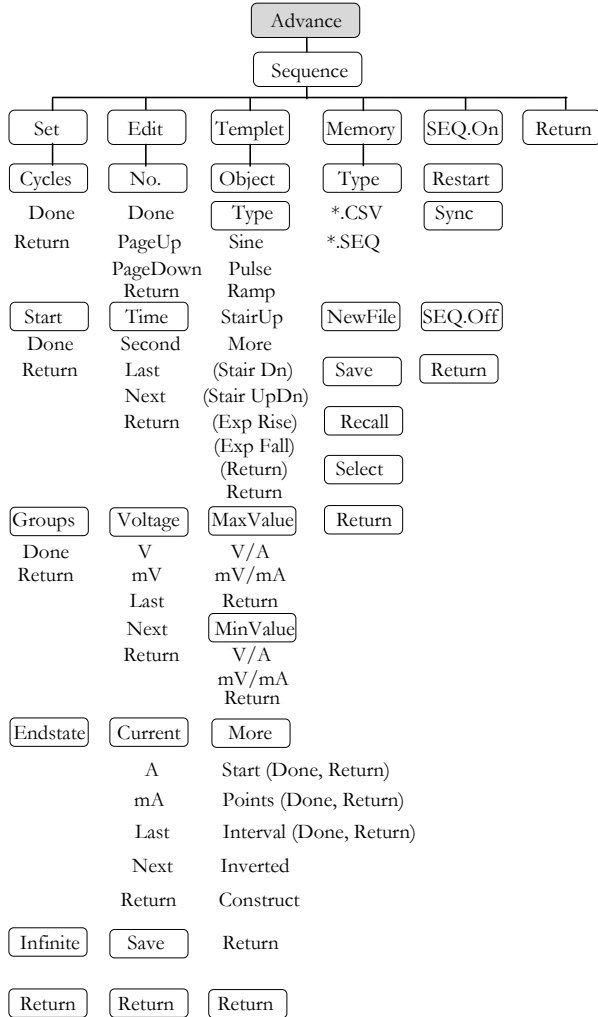 Advance
Sequence
Set Edit Templet Memory SEQ.On Return
Cycles No. Object Type Restart
Done Done Type *.CSV Sync
Return PageUp Sine *.SEQ
PageDown Pulse
Return Ramp
Start Time StairUp NewFile SEQ.Off
Done Second More
Return Last (Stair Dn) Save Return
Next (Stair UpDn)
Return (Exp Rise) Recall
(Exp Fall)
(Return) Select
Return
Groups Voltage MaxValue Return
Done V V/A
Return mV mV/mA
Last Return
Next MinValue
Return V/A
mV/mA
Return
Endstate Current More
A Start (Done, Return)
mA Points (Done, Return)
Last Interval (Done, Return)
Next Inverted
Return Construct
Infinite Save Return
Return Return Return